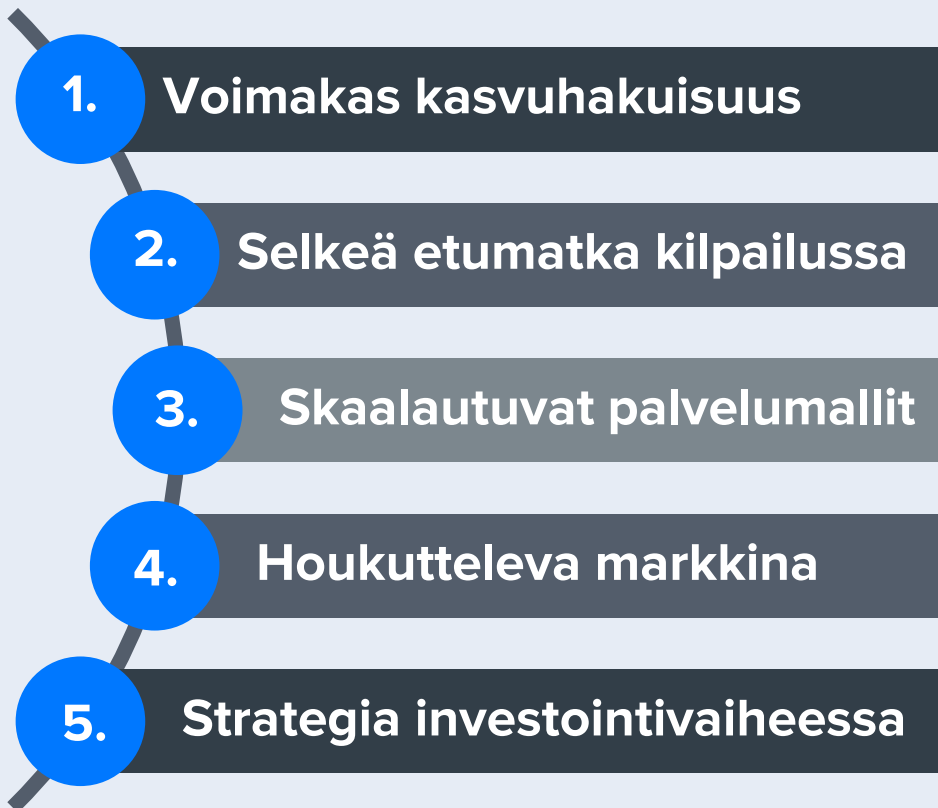 1. Voimakas kasvuhakuisuus
2. Selkeä etumatka kilpailussa
3. Skaalautuvat palvelumallit
4. Houkutteleva markkina
5. Strategia investointivaiheessa